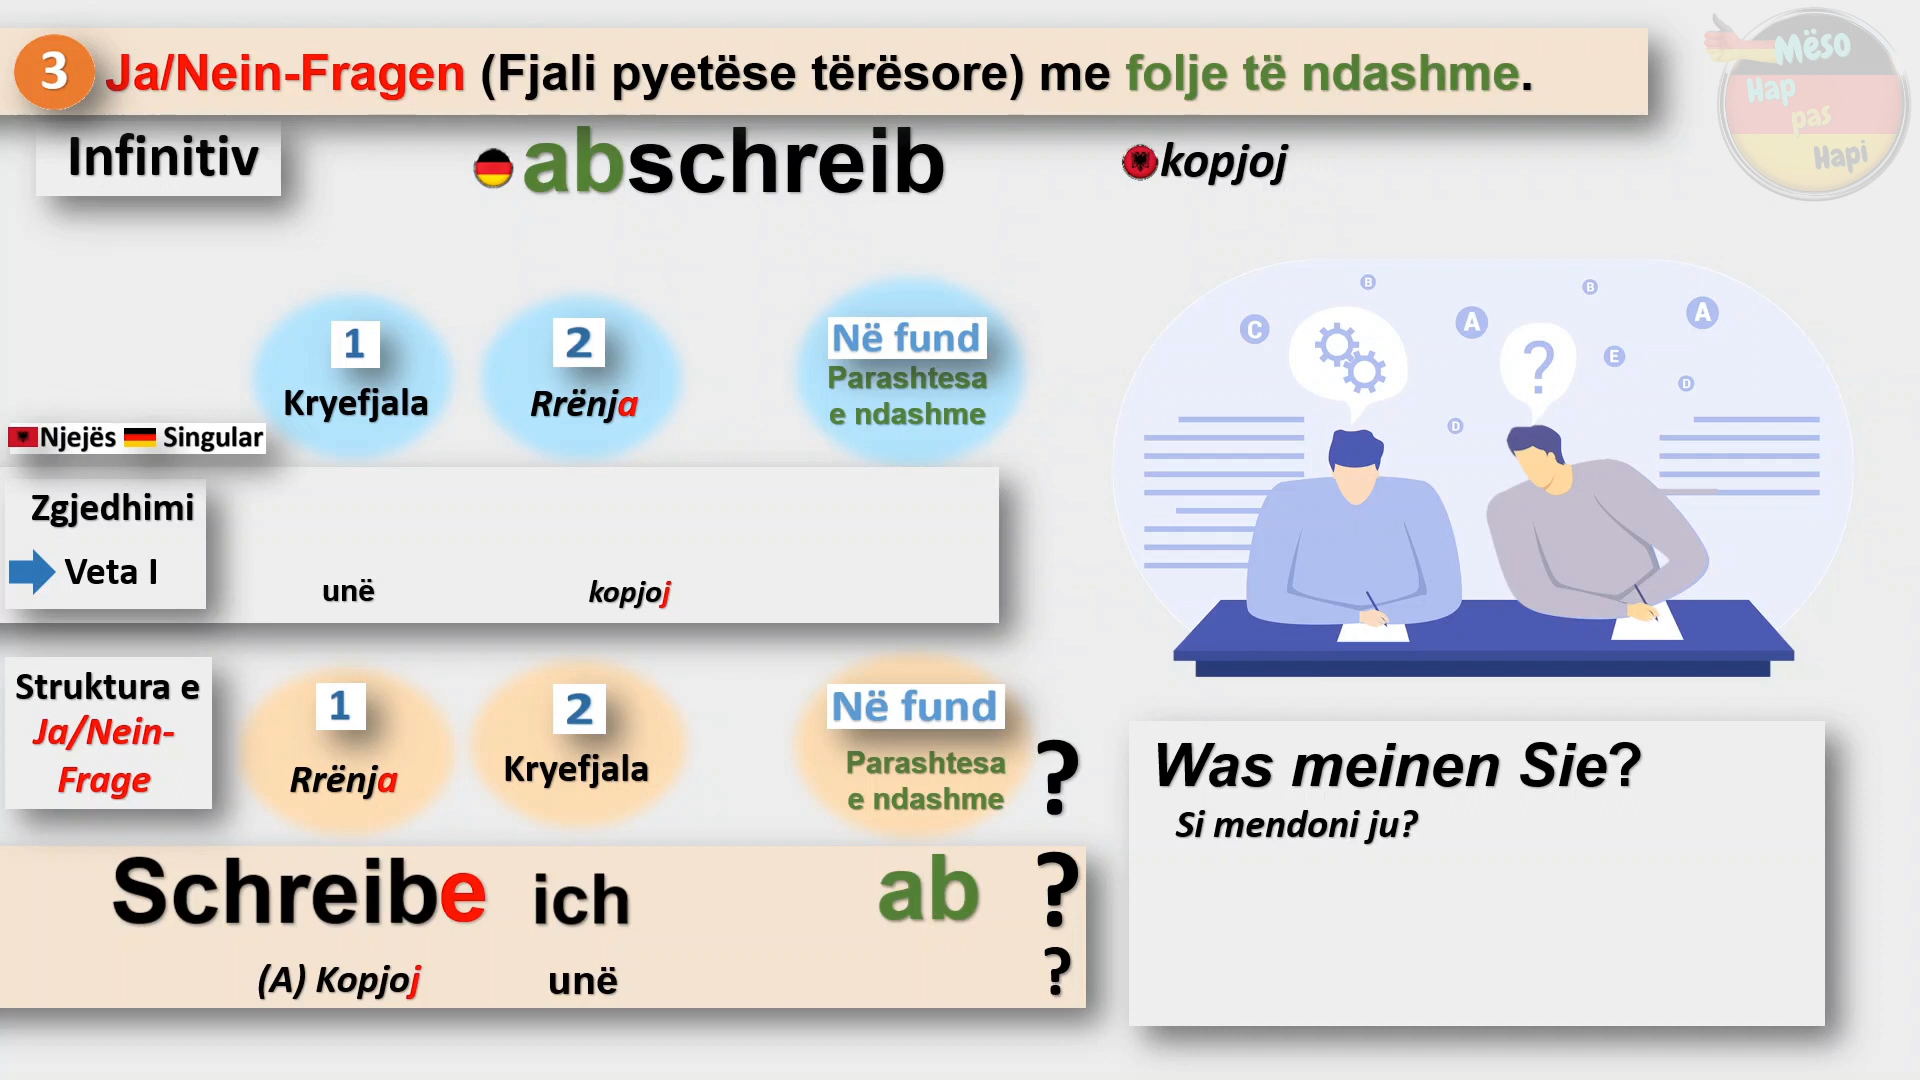 3 Ja/Nein-Fragen (Fjali pyetëse tërësore) me folje të ndashme.
Mëso
Hap
pas
Hapi
Infinitiv
abschreib
kopjoj
1
Kryefjala
2
Rrënja
Në fund
Parashtesa
e ndashme
Njejës Singular
Zgjedhimi
Veta I
unë kopjoj
Struktura e
Ja/Nein-
Frage
1
Rrënja
2
Kryefjala
Në fund
Parashtesa
e ndashme
?
Schreibe ich ab ?
(A) Kopjoj unë ?
B
B
C
A
A
?
E
D
D
Was meinen Sie?
Si mendoni ju?